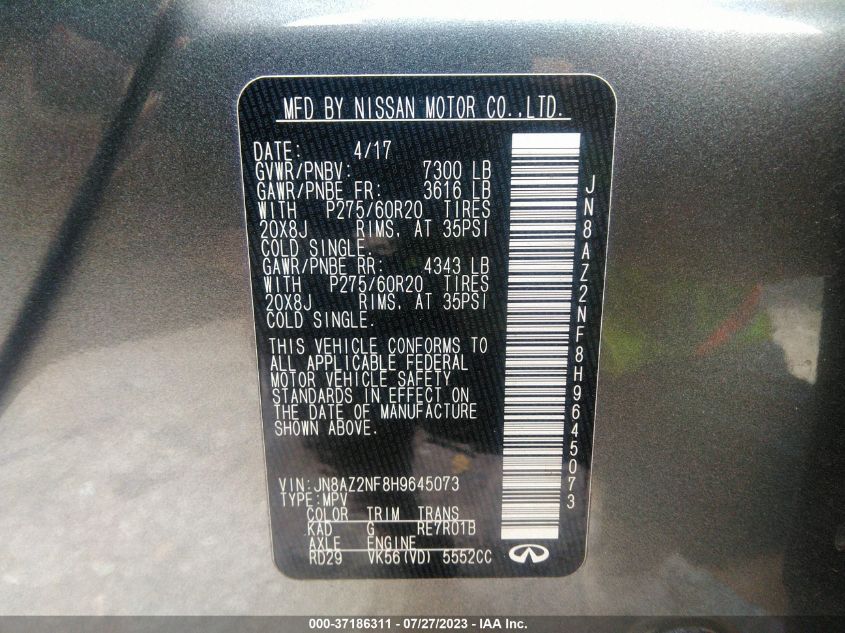 MFD BY NISSAN MOTOR CO.,LTD.
DATE: 4/17
GVWR/PNBV: 7300 LB
GAWR/PNBE FR: 3616 LB
WITH P275/60R20 TIRES
20X8J RIMS, AT 35PSI
COLD SINGLE.
GAWR/PNBE RR: 4343 LB
WITH P275/60R20 TIRES
20X8J RIMS, AT 35PSI
COLD SINGLE.
THIS VEHICLE CONFORMS TO
ALL APPLICABLE FEDERAL
MOTOR VEHICLE SAFETY
STANDARDS IN EFFECT ON
THE DATE OF MANUFACTURE
SHOWN ABOVE.
VIN:JN8AZ2NF8H9645073
TYPE:MPV
COLOR TRIM TRANS
KAD G RE7R01B
AXLE ENGINE
RD29 VK56(VD) 5552CC
JN8AZ2NF8H9645073
000-37186311 / 07/27/2023 - IAA Inc.